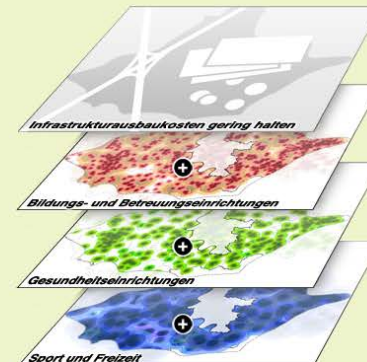 Infrastrukturausbaukosten gering halten
Bildungs- und Betreuungseinrichtungen
Gesundheitseinrichtungen
Sport und Freizeit